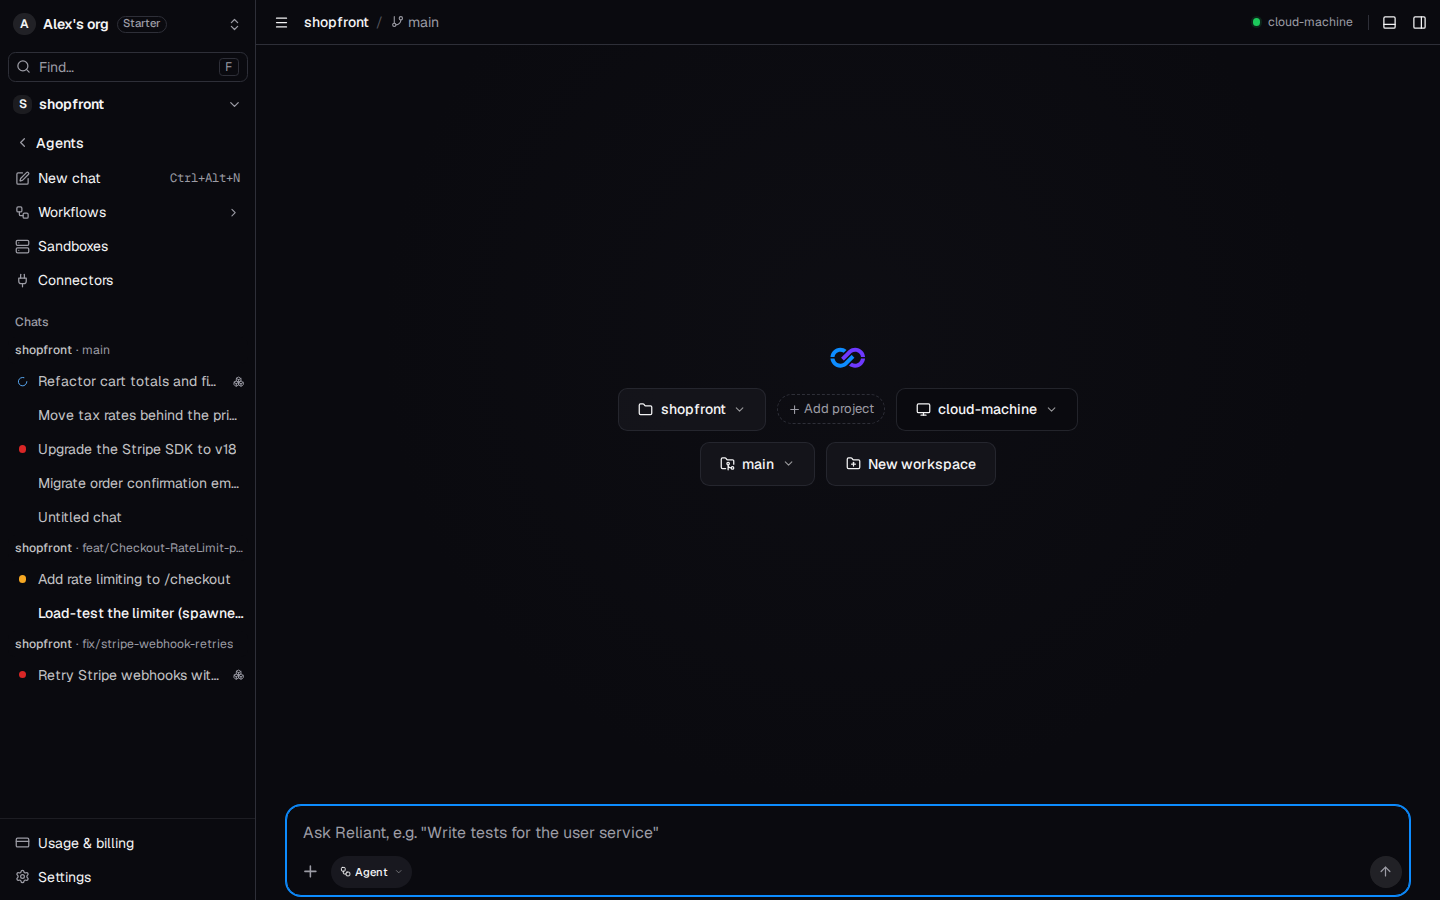 A Alex's org Starter
Find... F
S shopfront
Agents
New chat Ctrl+Alt+N
Workflows
Sandboxes
Connectors
Chats
shopfront · main
Refactor cart totals and fi...
Move tax rates behind the pri...
Upgrade the Stripe SDK to v18
Migrate order confirmation em...
Untitled chat
shopfront · feat/Checkout-RateLimit-p...
Add rate limiting to /checkout
Load-test the limiter (spawne...
shopfront · fix/stripe-webhook-retries
Retry Stripe webhooks wit...
Usage & billing
Settings
shopfront / main
cloud-machine
shopfront
Add project
cloud-machine
main
New workspace
Ask Reliant, e.g. "Write tests for the user service"
Agent